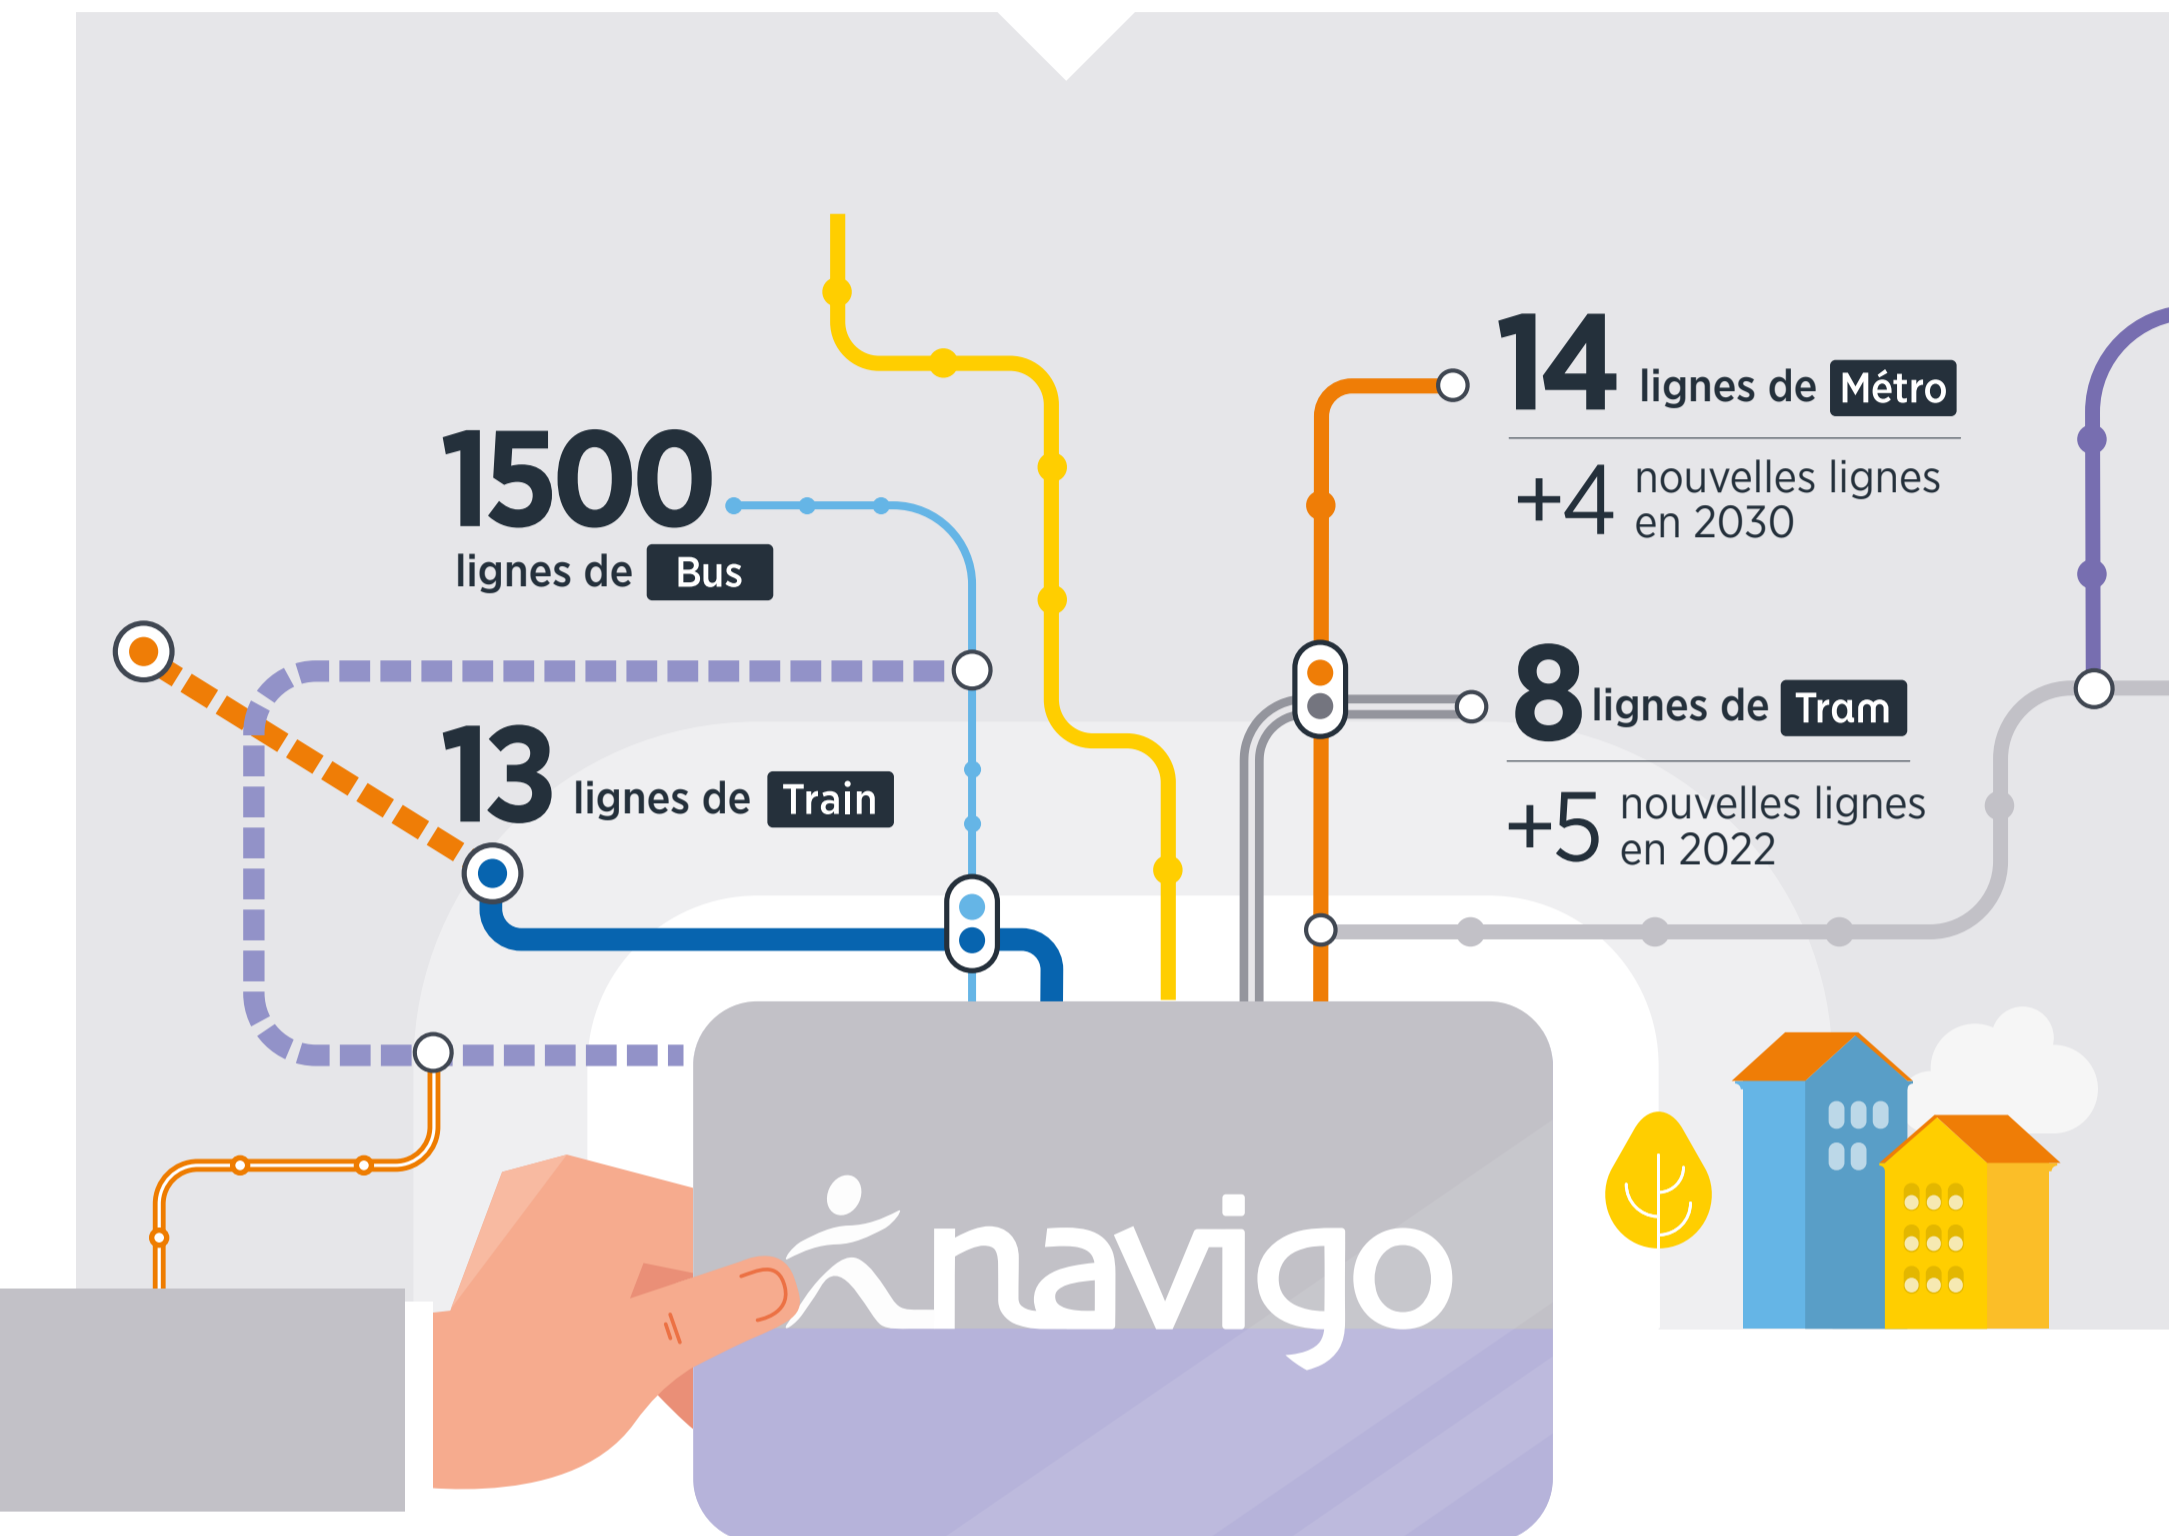 1500
lignes de Bus
13 lignes de Train
14 lignes de Métro
+4 nouvelles lignes
en 2030
8 lignes de Tram
+5 nouvelles lignes
en 2022
navigo